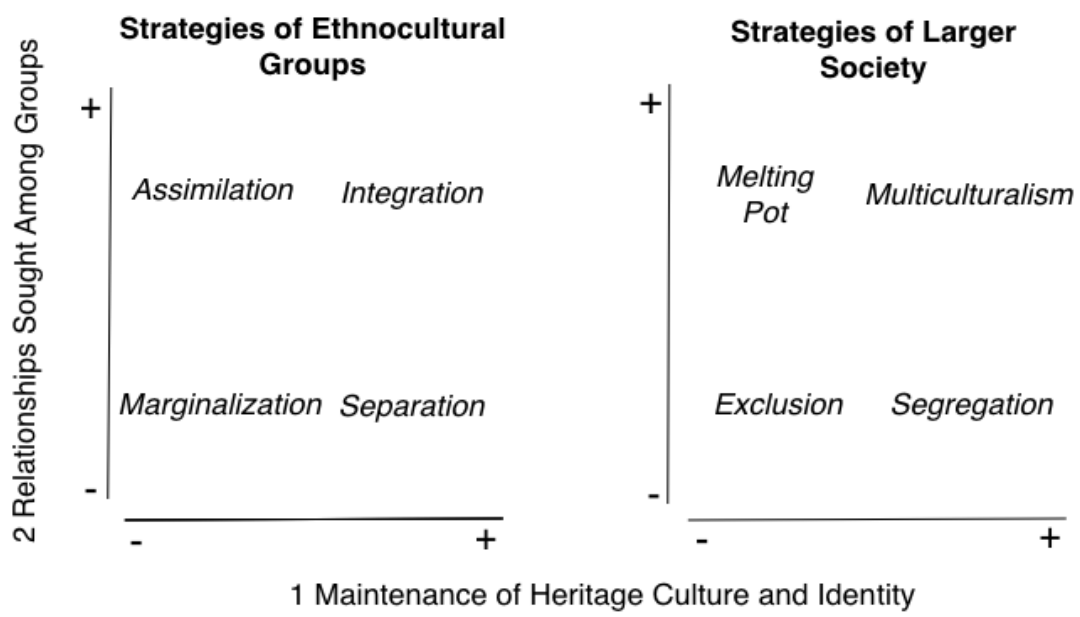 Strategies of Ethnocultural
Groups
Strategies of Larger
Society
2 Relationships Sought Among Groups
+
Assimilation Integration
Marginalization Separation
-
- +
+
Melting
Pot
Multiculturalism
Exclusion Segregation
-
- +
1 Maintenance of Heritage Culture and Identity